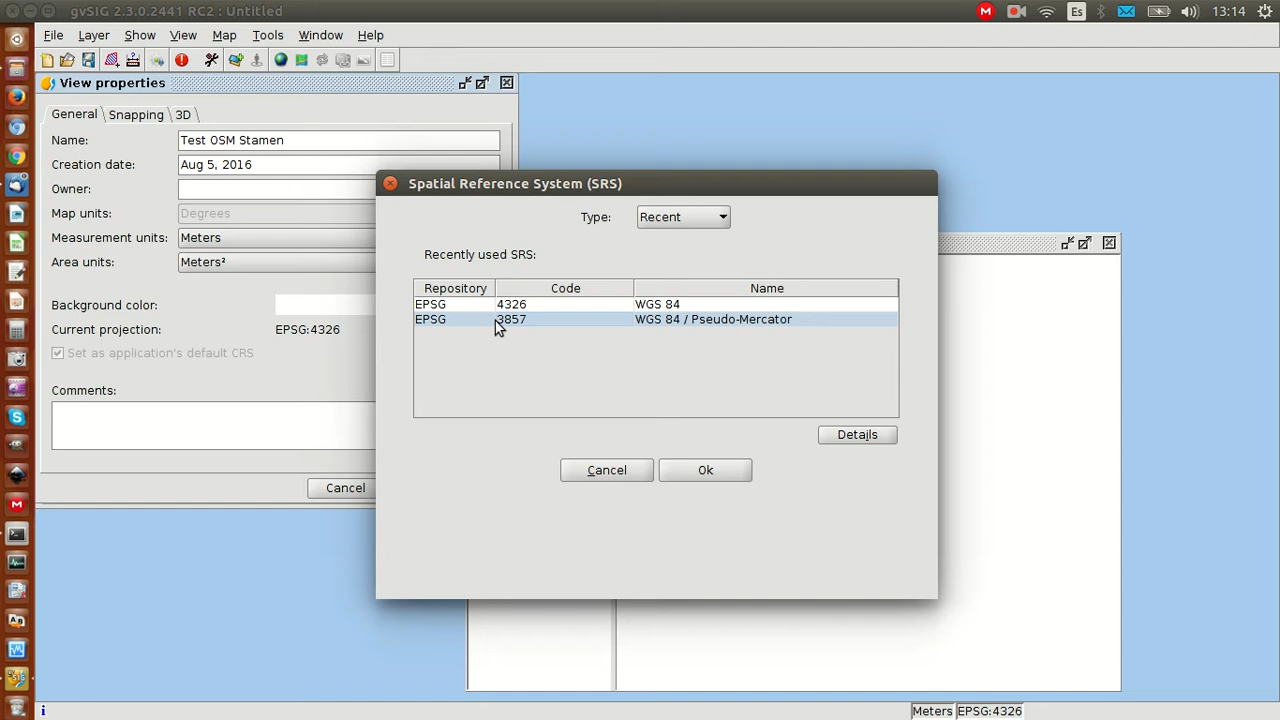 gvSIG 2.3.0.2441 RC2 : Untitled
Es
13:14
File Layer Show View Map Tools Window Help
View properties
General Snapping 3D
Name: Test OSM Stamen
Creation date: Aug 5, 2016
Owner:
Map units: Degrees
Measurement units: Meters
Area units: Meters²
Background color:
Current projection: EPSG:4326
Set as application's default CRS
Comments:
Cancel
Spatial Reference System (SRS)
Type: Recent
Recently used SRS:
Repository Code Name
EPSG 4326 WGS 84
EPSG 3857 WGS 84 / Pseudo-Mercator
Details
Cancel Ok
Meters EPSG:4326